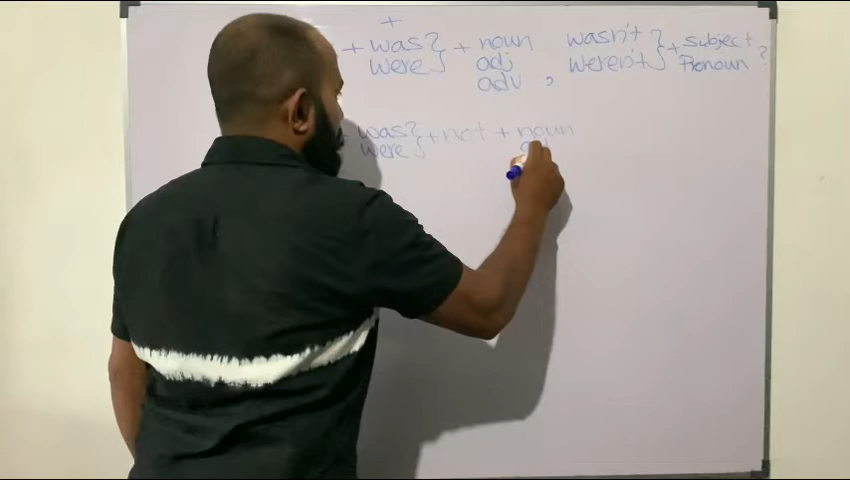 +
+ was } + noun wasn't } + subject
were adj weren't Pronoun ?
adv ,
was } + not + noun
were